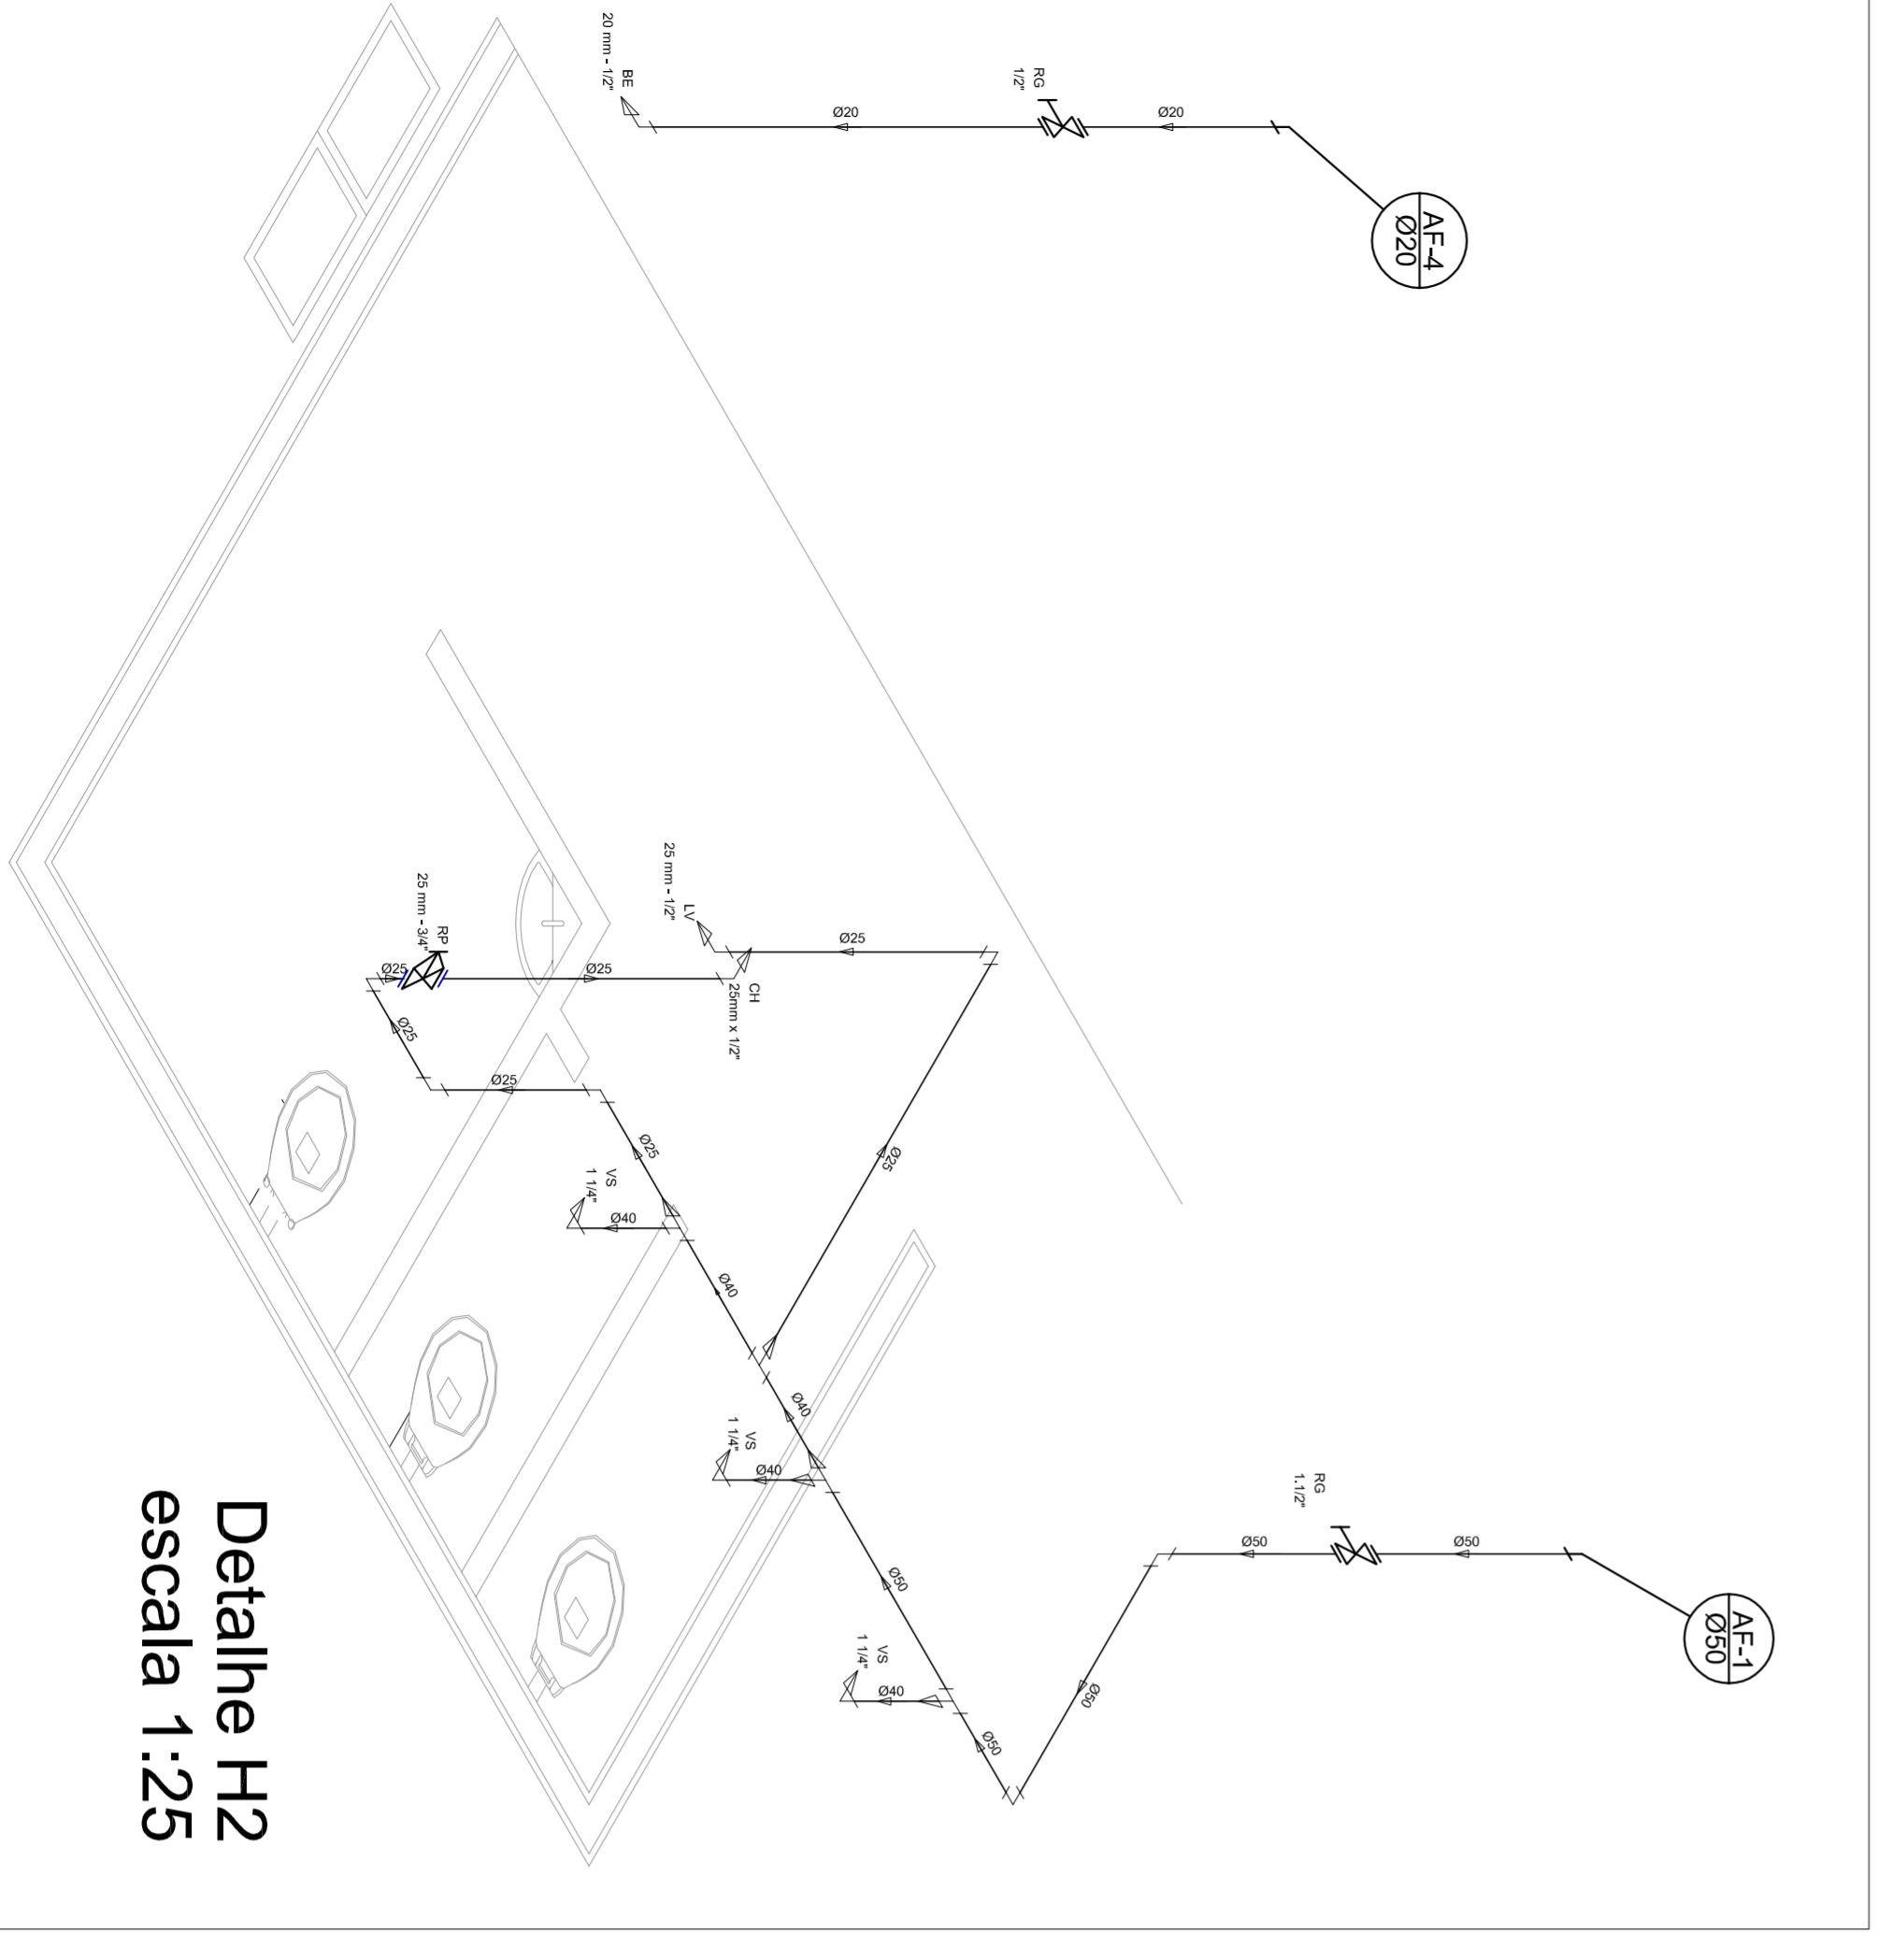 AF-1
Ø50
AF-4
Ø20
Ø50
RG
1.1/2"
Ø50
Ø50
Ø50
VS
1 1/4"
Ø40
Ø50
VS
1 1/4"
Ø40
Ø40
Ø40
VS
1 1/4"
Ø40
Ø25
Ø25
LV
25 mm - 1/2"
CH
25mm x 1/2"
Ø25
Ø25
Ø25
Ø25
Ø25
RP
25 mm - 3/4"
Ø20
RG
1/2"
Ø20
BE
20 mm - 1/2"
Detalhe H2
escala 1:25